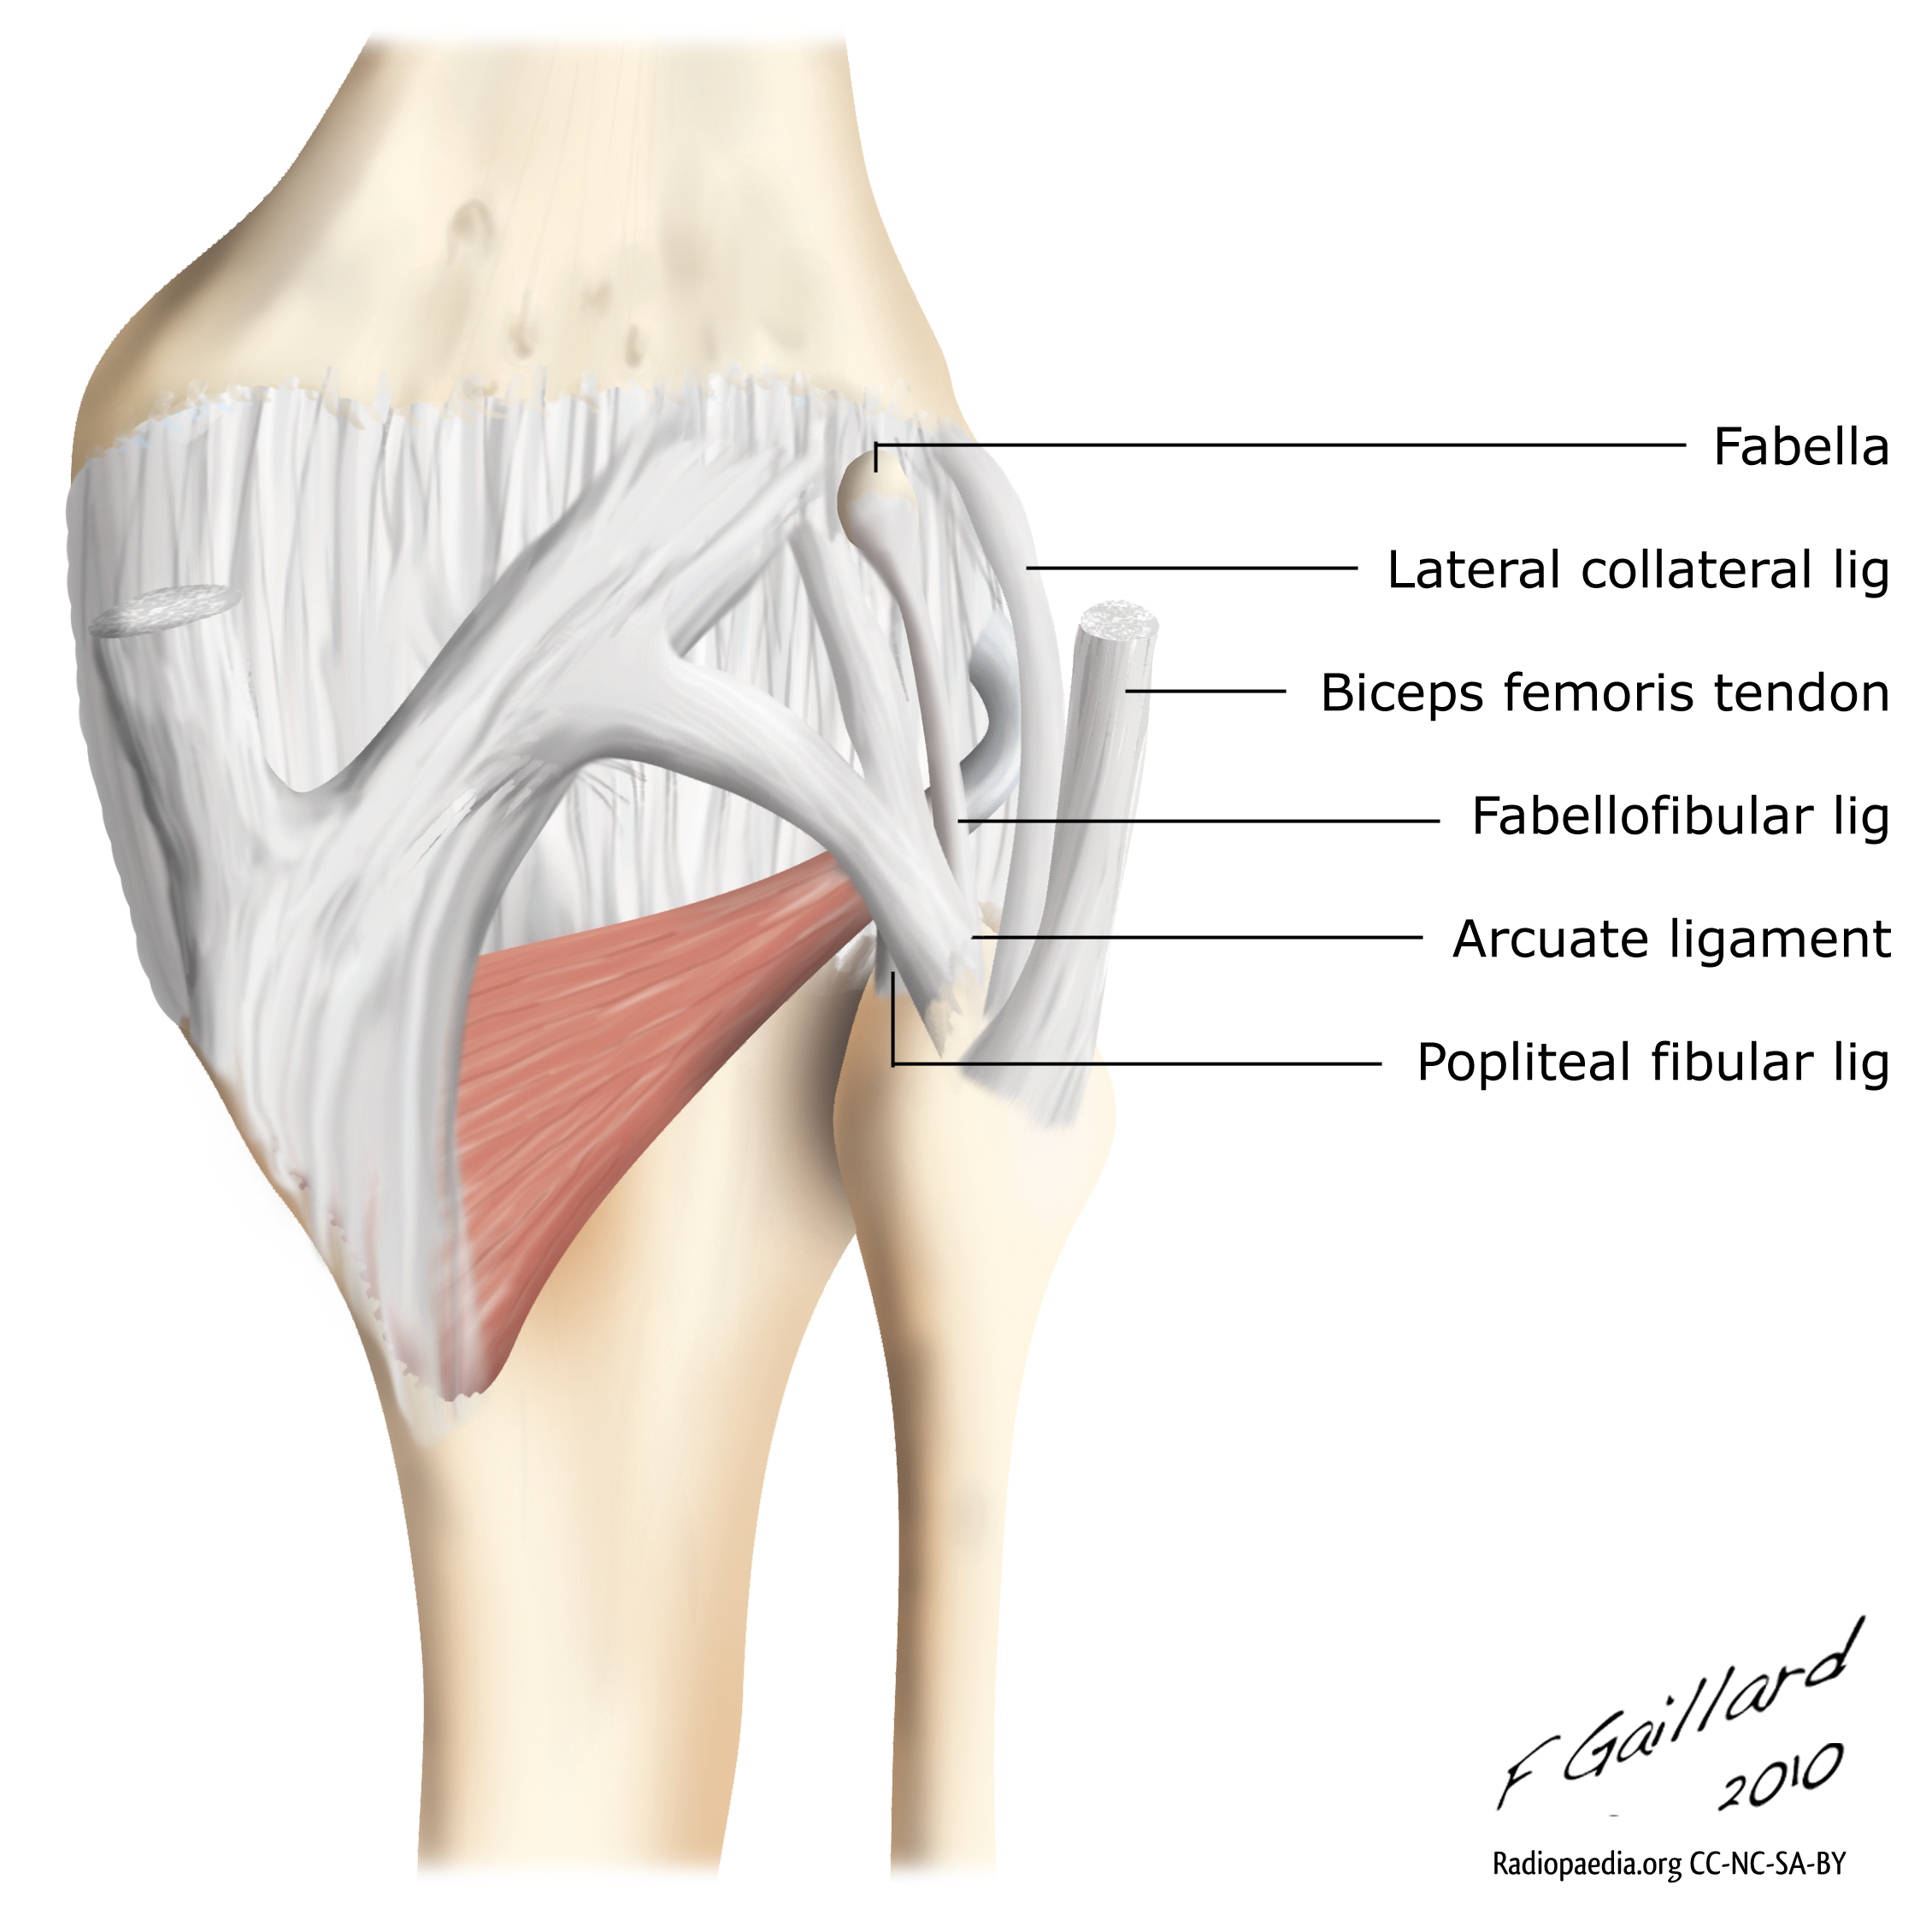 Fabella
Lateral collateral lig
Biceps femoris tendon
Fabellofibular lig
Arcuate ligament
Popliteal fibular lig
F Gaillard
2010
Radiopaedia.org CC-NC-SA-BY